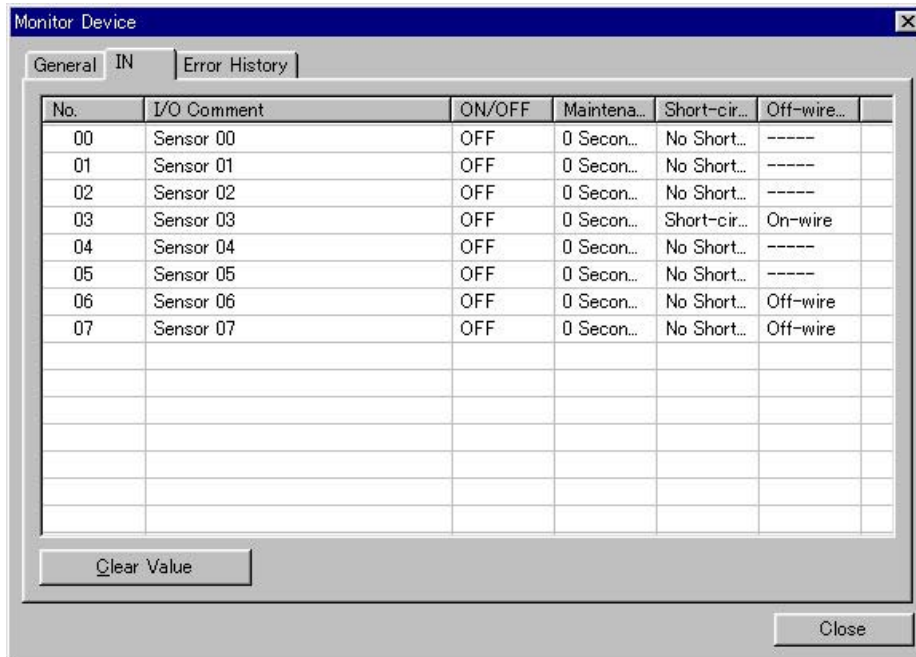 Monitor Device
General IN Error History
No. I/O Comment ON/OFF Maintena... Short-cir... Off-wire...
00 Sensor 00 OFF 0 Secon... No Short... -----
01 Sensor 01 OFF 0 Secon... No Short... -----
02 Sensor 02 OFF 0 Secon... No Short... -----
03 Sensor 03 OFF 0 Secon... Short-cir... On-wire
04 Sensor 04 OFF 0 Secon... No Short... -----
05 Sensor 05 OFF 0 Secon... No Short... -----
06 Sensor 06 OFF 0 Secon... No Short... Off-wire
07 Sensor 07 OFF 0 Secon... No Short... Off-wire
Clear Value
Close